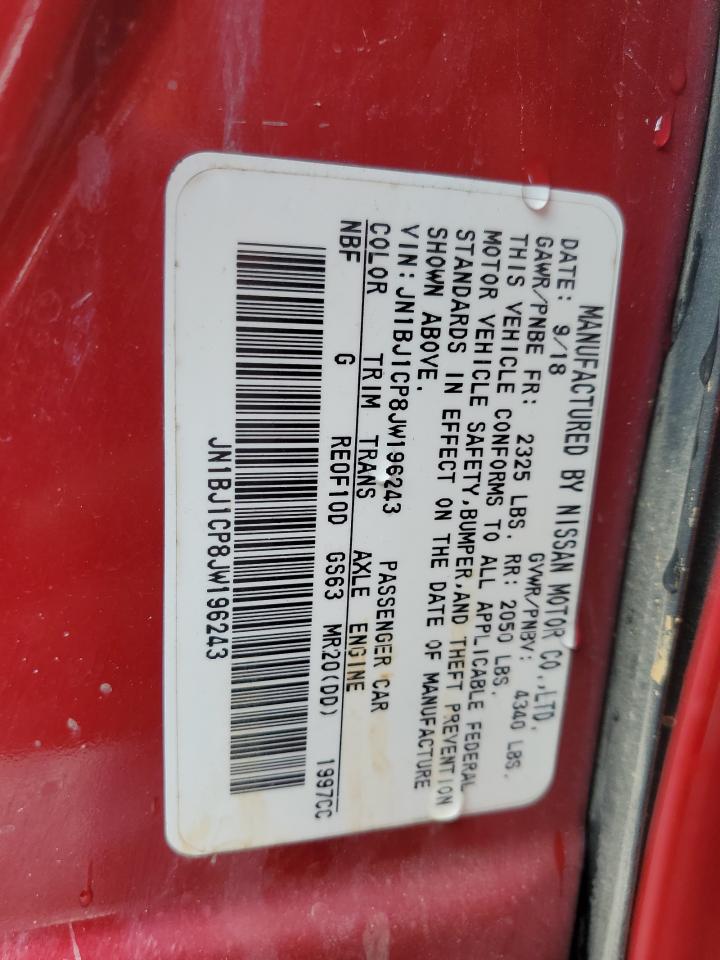 MANUFACTURED BY NISSAN MOTOR CO.,LTD.
DATE: 9/18 GVWR/PNBV: 4340 LBS.
GAWR/PNBE FR: 2325 LBS. RR: 2050 LBS.
THIS VEHICLE CONFORMS TO ALL APPLICABLE FEDERAL
MOTOR VEHICLE SAFETY,BUMPER,AND THEFT PREVENTION
STANDARDS IN EFFECT ON THE DATE OF MANUFACTURE
SHOWN ABOVE.
VIN:JN1BJ1CP8JW196243 PASSENGER CAR
COLOR TRIM TRANS AXLE ENGINE
NBF G RE0F10D GS63 MR20(DD) 1997CC
JN1BJ1CP8JW196243